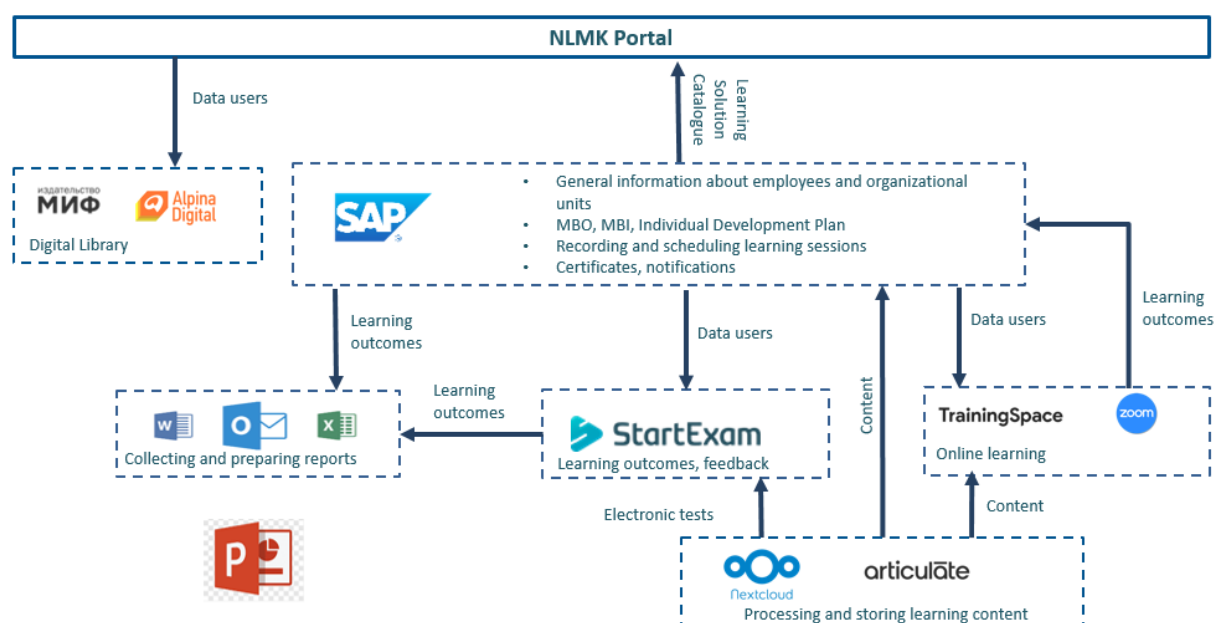 NLMK Portal
Data users
Learning
Solution
Catalogue
издательство
МИФ
Alpina
Digital
Digital Library
SAP
• General information about employees and organizational
units
• MBO, MBI, Individual Development Plan
• Recording and scheduling learning sessions
• Certificates, notifications
Learning
outcomes
Data users
Content
Data users
Learning
outcomes
W
O
X
Collecting and preparing reports
Learning
outcomes
StartExam
Learning outcomes, feedback
TrainingSpace
zoom
Online learning
Electronic tests
Content
P
Nextcloud
articulate
Processing and storing learning content